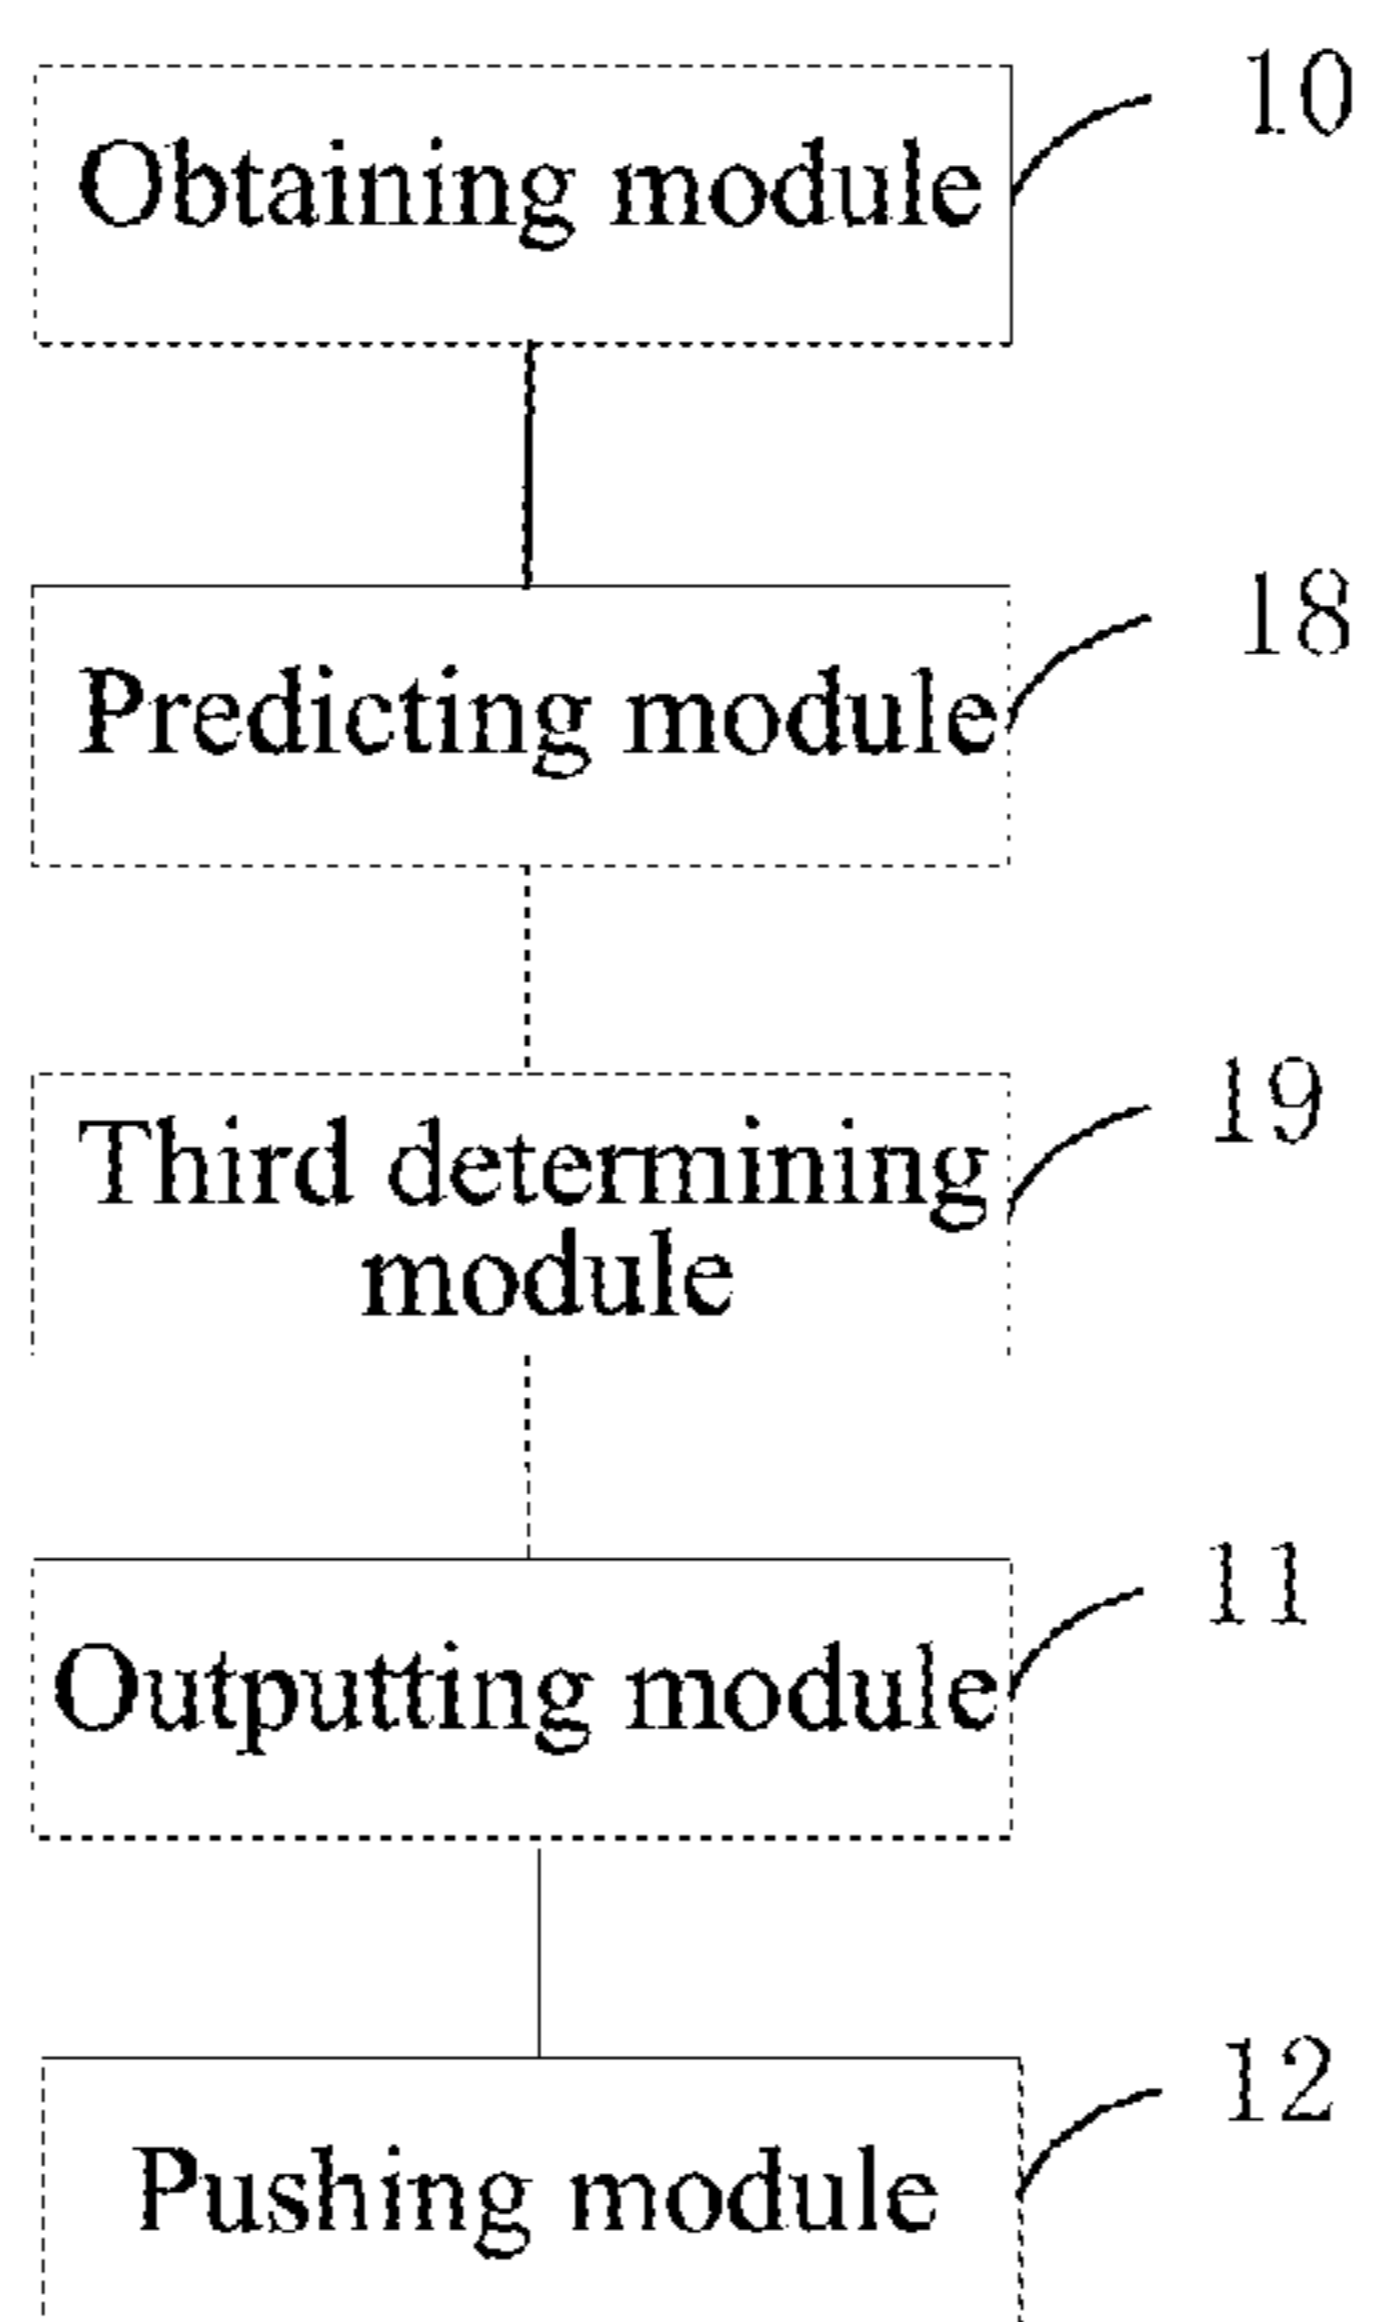 10
Obtaining module
18
Predicting module
19
Third determining
module
11
Outputting module
12
Pushing module